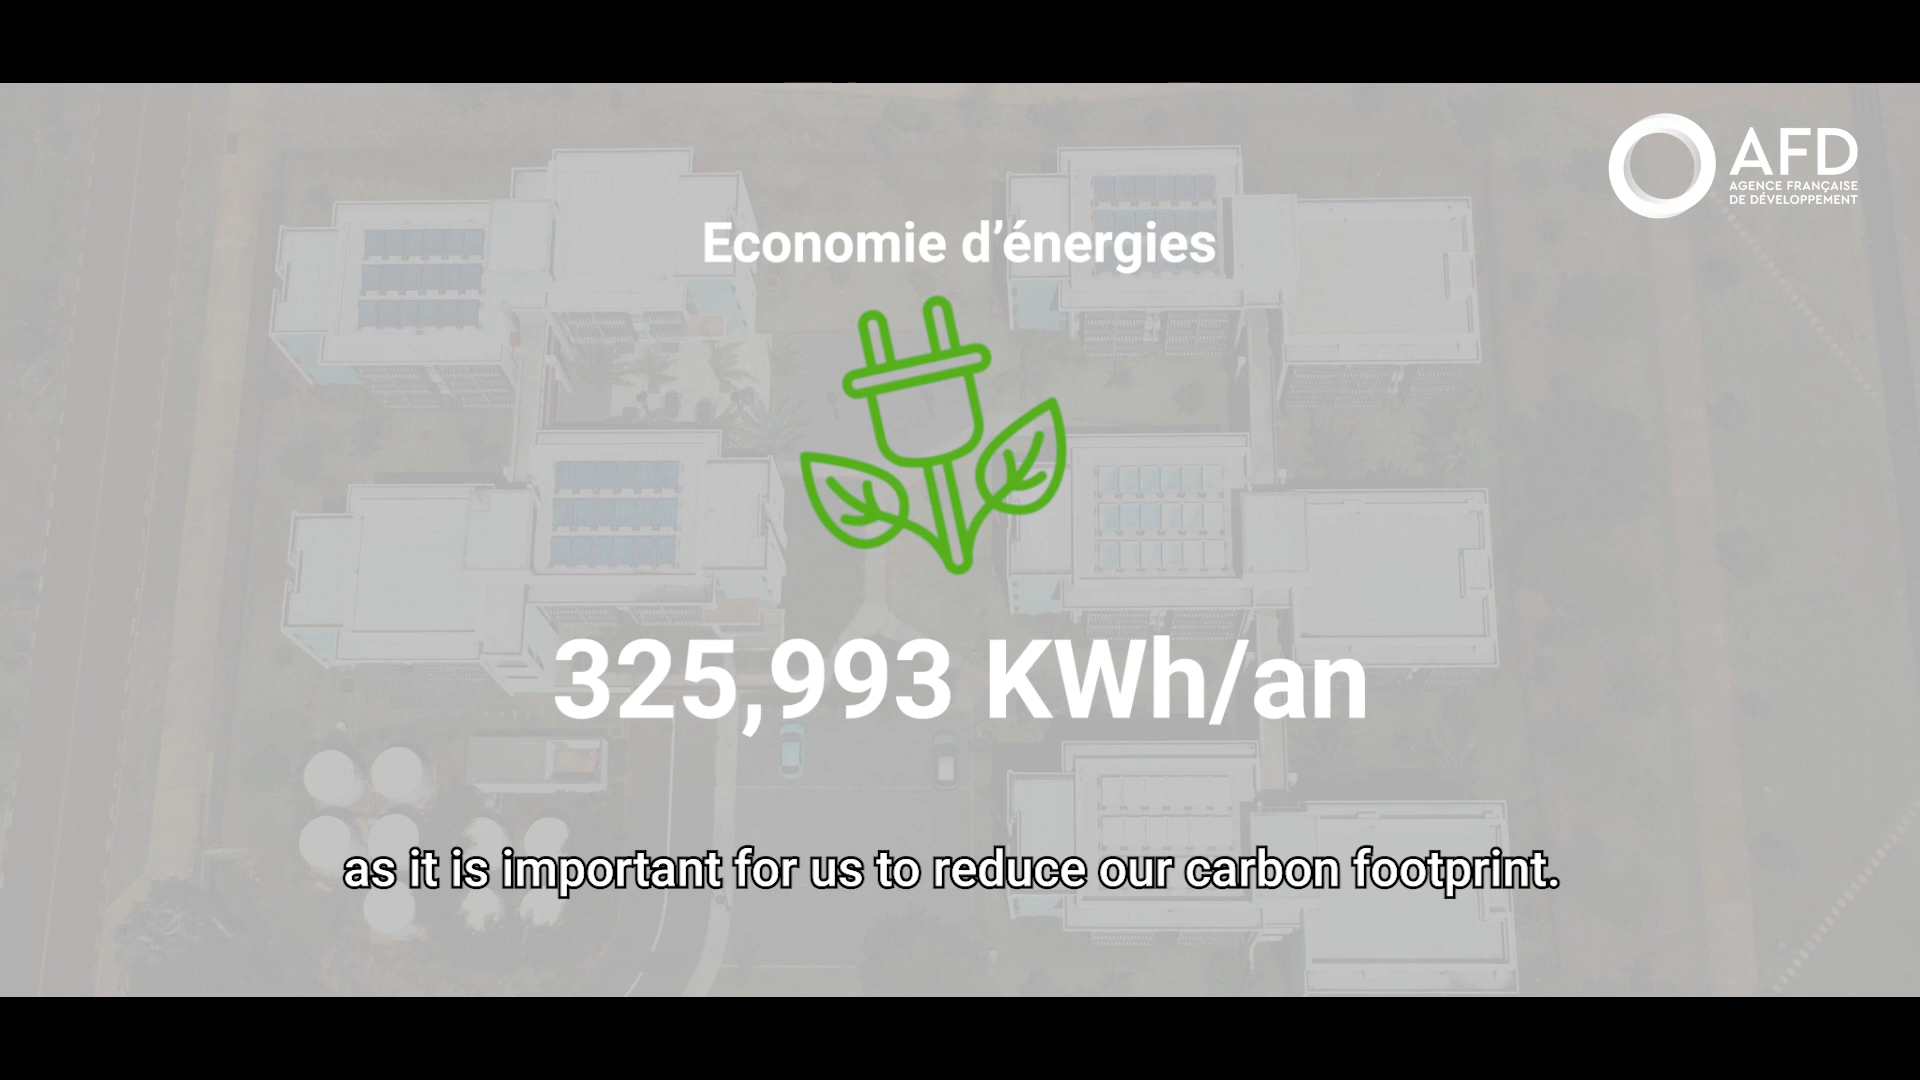 AFD
AGENCE FRANÇAISE
DE DÉVELOPPEMENT
Economie d’énergies
325,993 KWh/an
as it is important for us to reduce our carbon footprint.